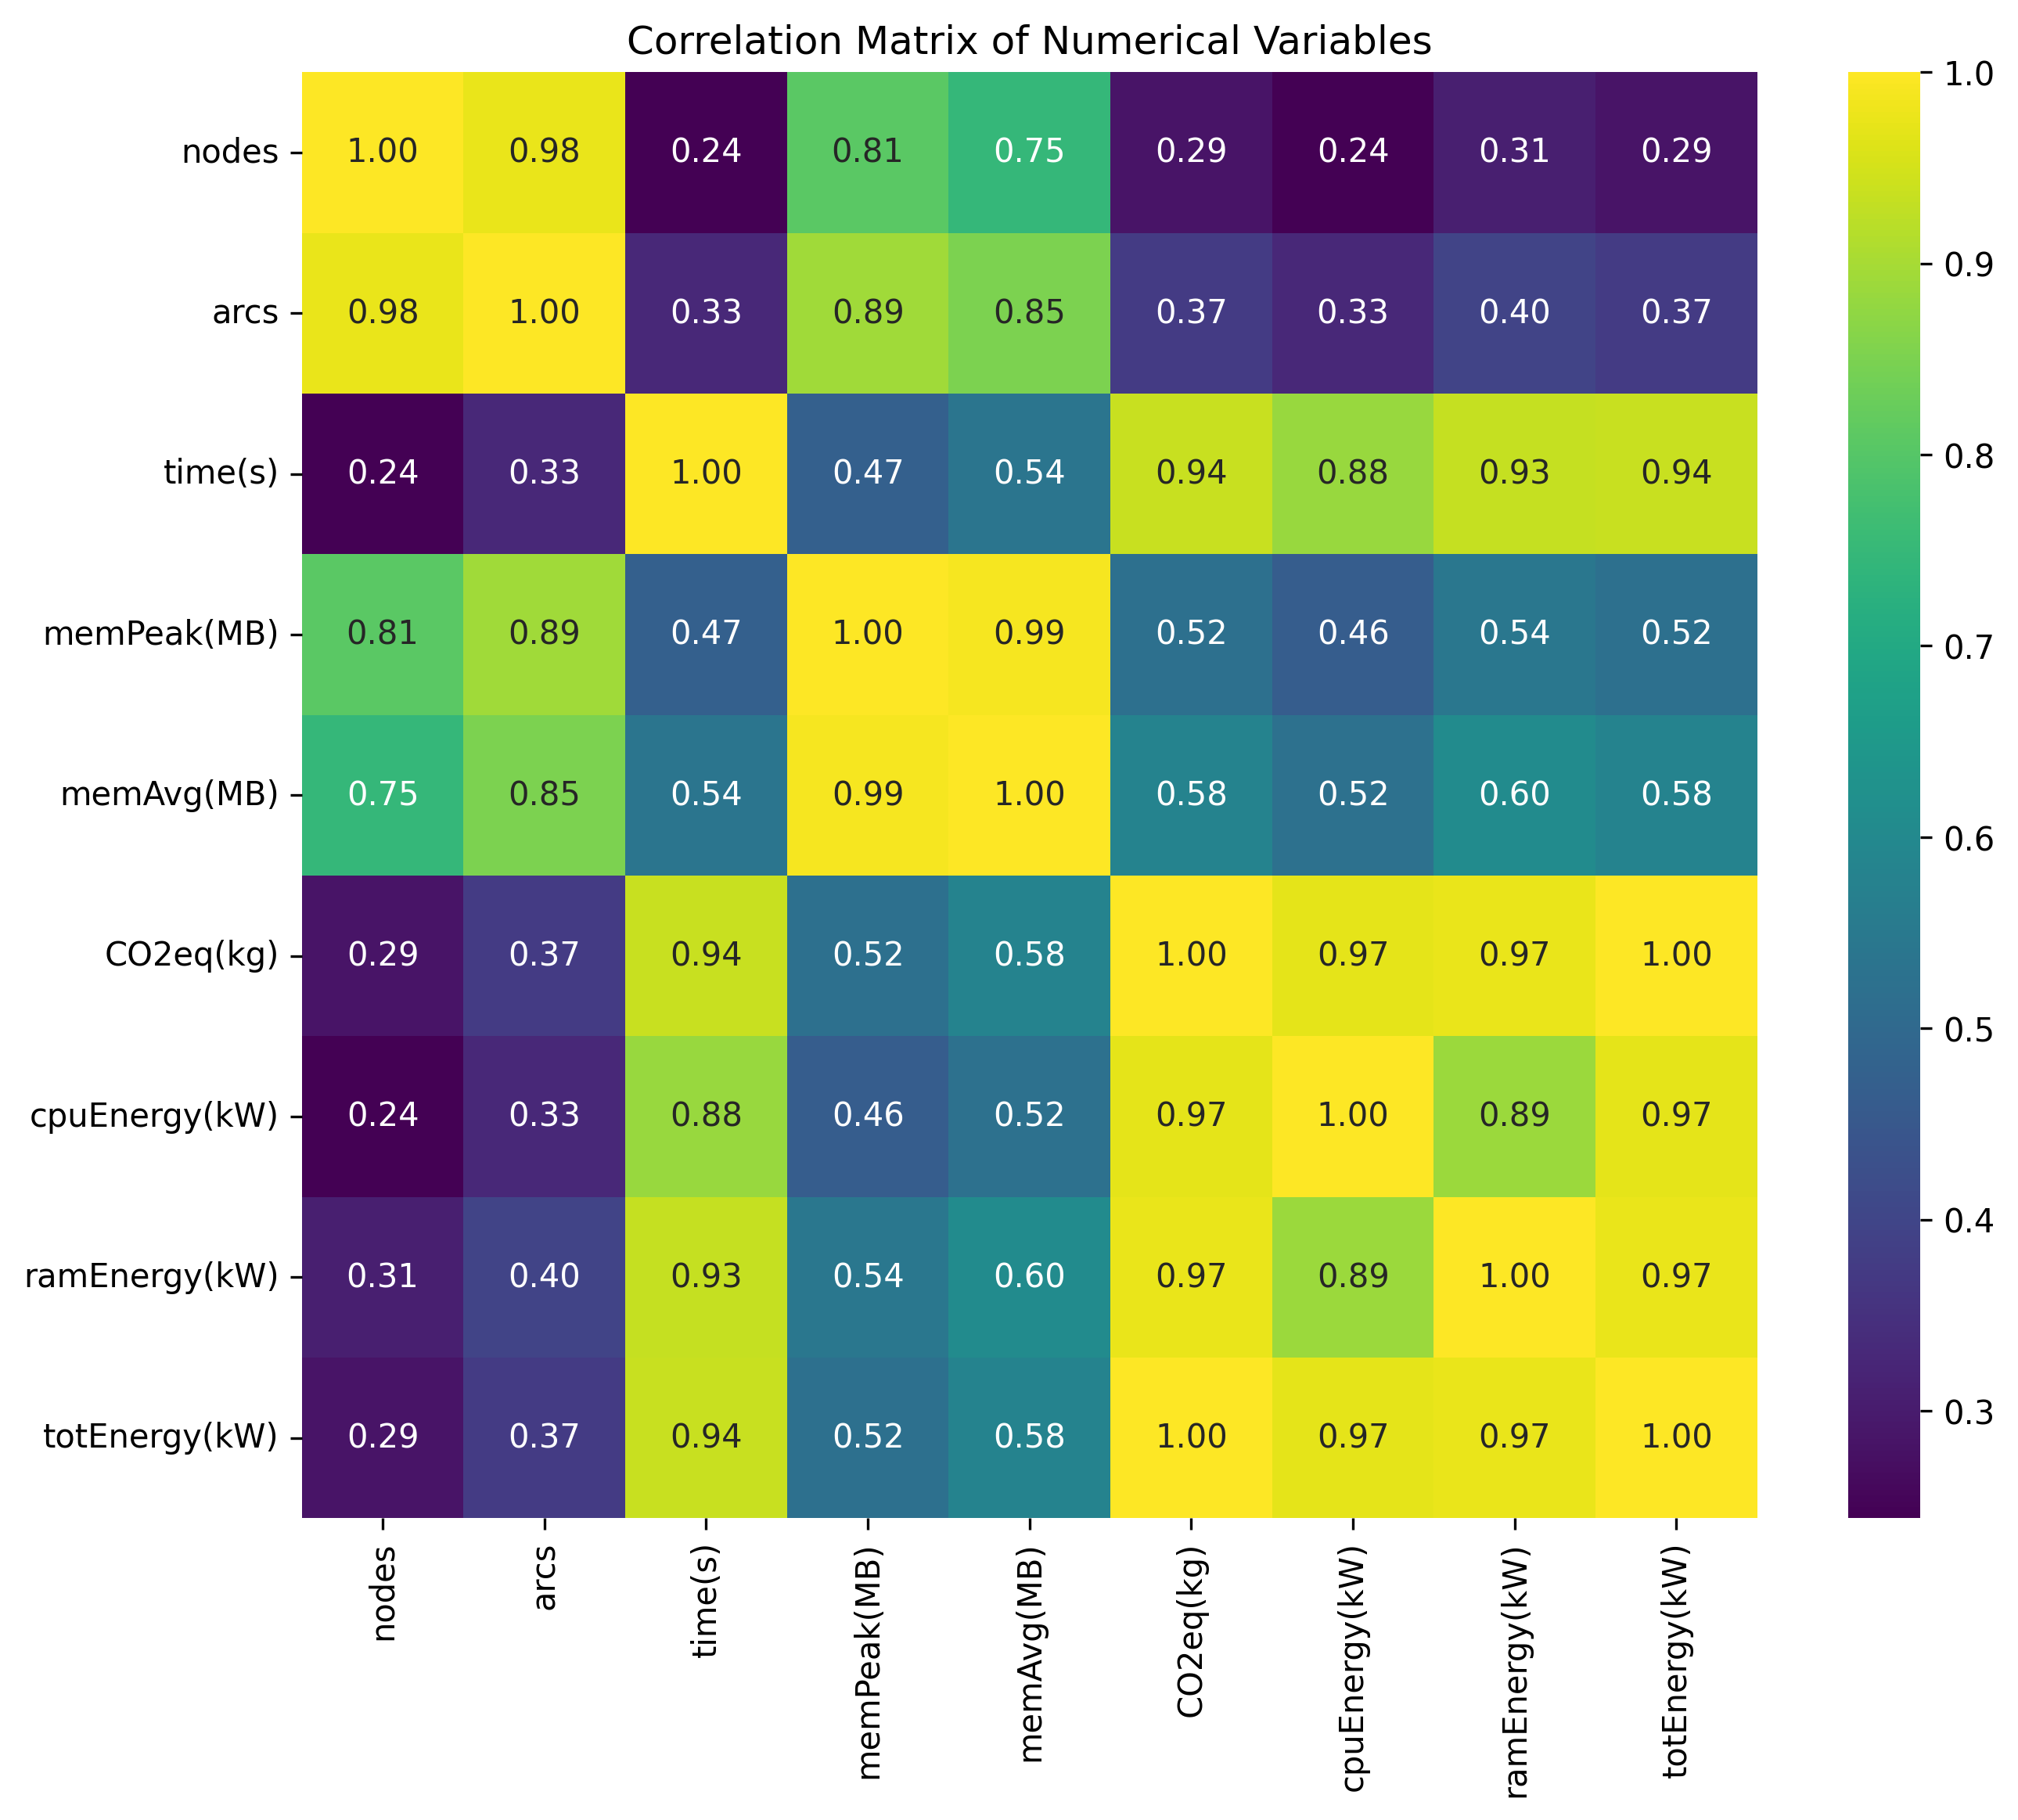 Correlation Matrix of Numerical Variables
nodes 1.00 0.98 0.24 0.81 0.75 0.29 0.24 0.31 0.29
arcs 0.98 1.00 0.33 0.89 0.85 0.37 0.33 0.40 0.37
time(s) 0.24 0.33 1.00 0.47 0.54 0.94 0.88 0.93 0.94
memPeak(MB) 0.81 0.89 0.47 1.00 0.99 0.52 0.46 0.54 0.52
memAvg(MB) 0.75 0.85 0.54 0.99 1.00 0.58 0.52 0.60 0.58
CO2eq(kg) 0.29 0.37 0.94 0.52 0.58 1.00 0.97 0.97 1.00
cpuEnergy(kW) 0.24 0.33 0.88 0.46 0.52 0.97 1.00 0.89 0.97
ramEnergy(kW) 0.31 0.40 0.93 0.54 0.60 0.97 0.89 1.00 0.97
totEnergy(kW) 0.29 0.37 0.94 0.52 0.58 1.00 0.97 0.97 1.00
nodes
arcs
time(s)
memPeak(MB)
memAvg(MB)
CO2eq(kg)
cpuEnergy(kW)
ramEnergy(kW)
totEnergy(kW)
1.0
0.9
0.8
0.7
0.6
0.5
0.4
0.3